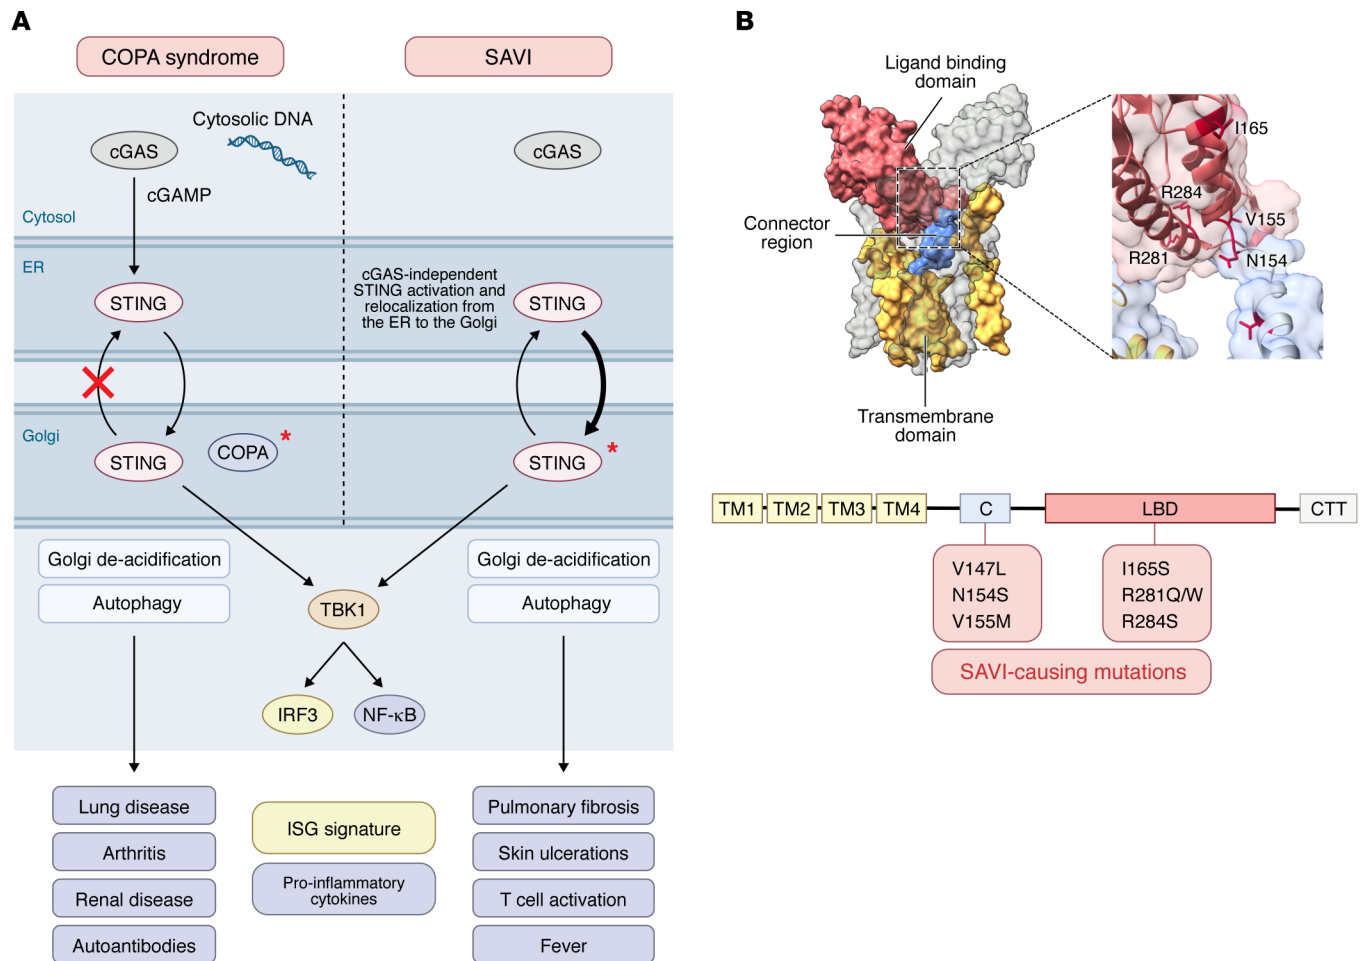 A
COPA syndrome
SAVI
Cytosolic DNA
cGAS
cGAS
cGAMP
Cytosol
ER
STING
cGAS-independent
STING activation and
relocalization from
the ER to the Golgi
STING
Golgi
STING
COPA
*
STING
*
Golgi de-acidification
Autophagy
TBK1
Golgi de-acidification
Autophagy
IRF3
NF-κB
Lung disease
Arthritis
Renal disease
Autoantibodies
ISG signature
Pro-inflammatory
cytokines
Pulmonary fibrosis
Skin ulcerations
T cell activation
Fever
B
Ligand binding
domain
Connector
region
Transmembrane
domain
I165
R284
V155
R281
N154
TM1
TM2
TM3
TM4
C
LBD
CTT
V147L
N154S
V155M
I165S
R281Q/W
R284S
SAVI-causing mutations